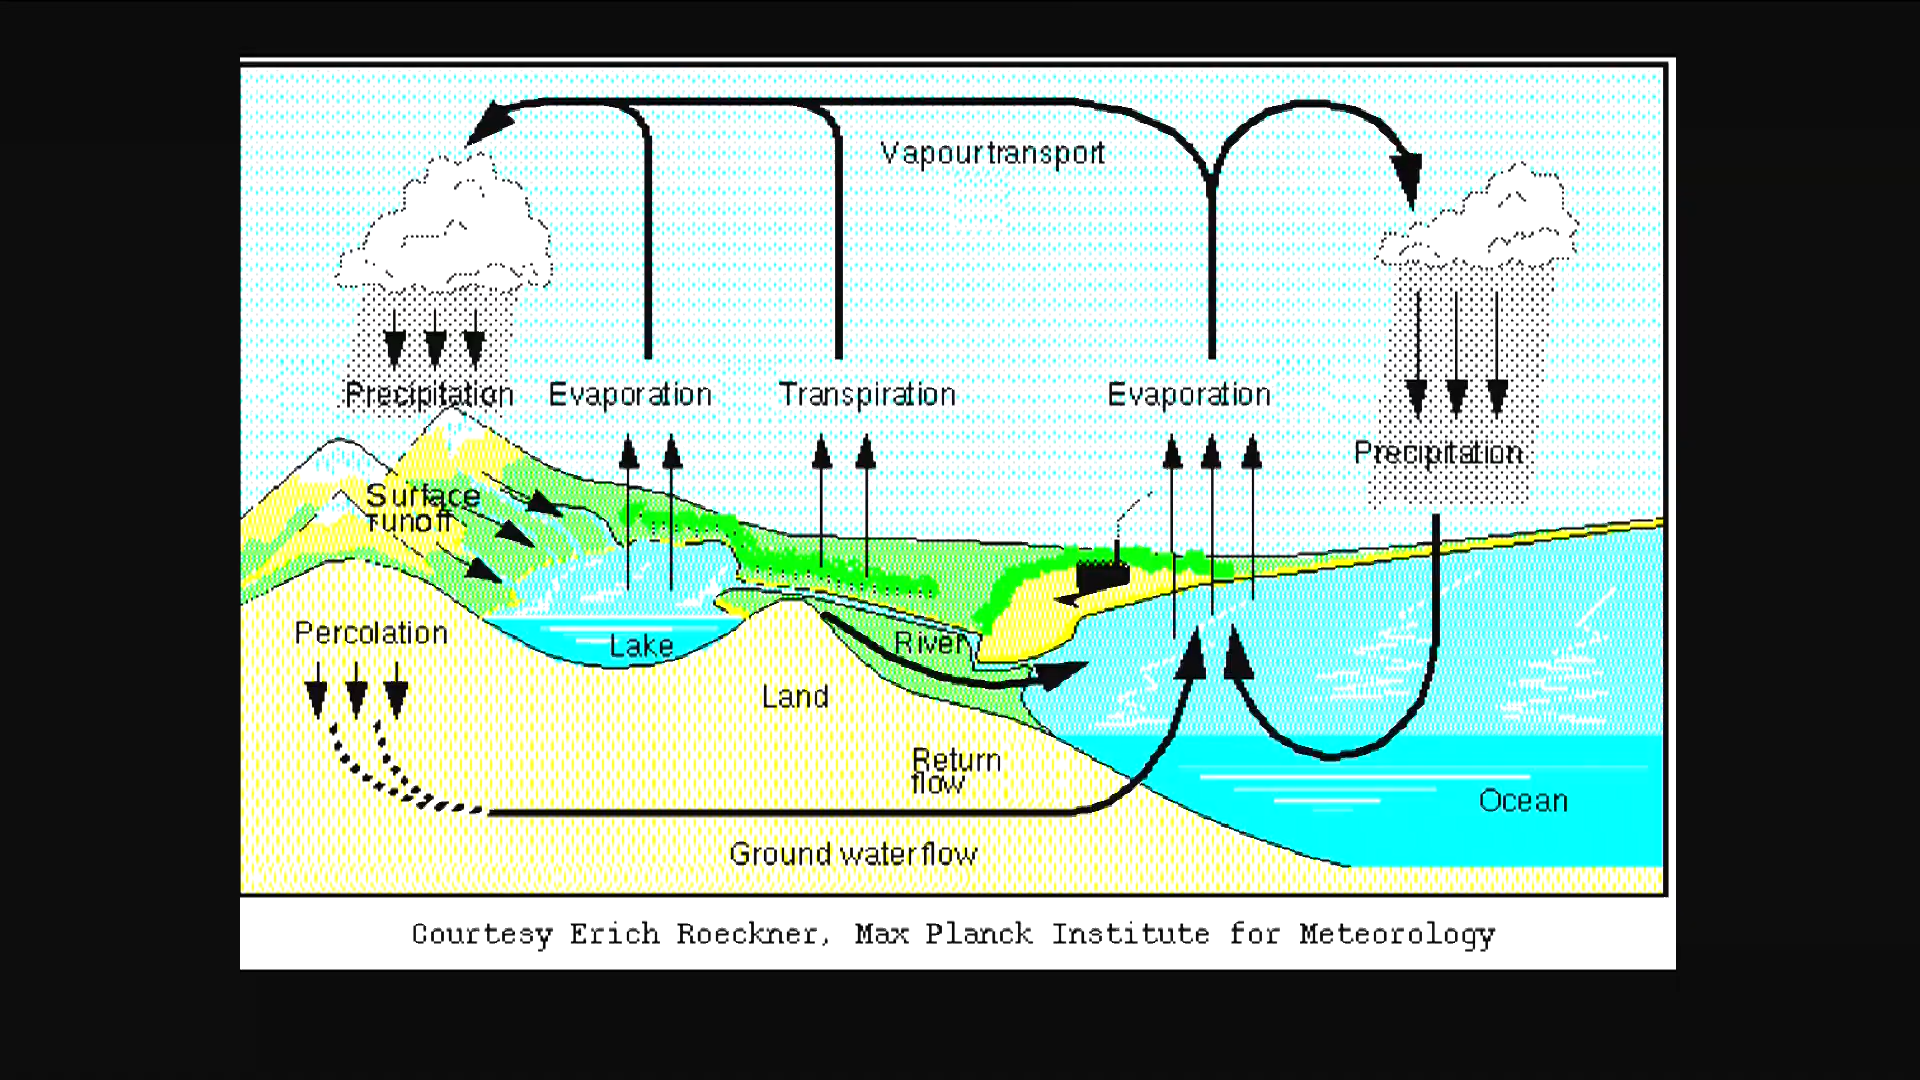 Vapour transport
Precipitation
Evaporation
Transpiration
Evaporation
Precipitation
Surface
runoff
Percolation
Lake
River
Land
Return
flow
Ocean
Ground water flow
Courtesy Erich Roeckner, Max Planck Institute for Meteorology